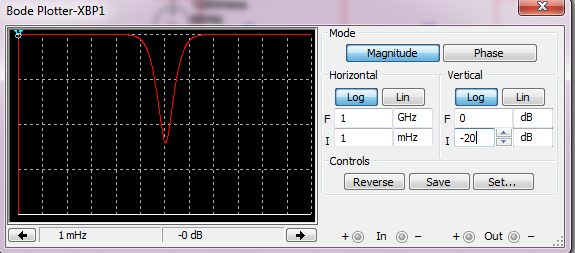 Bode Plotter-XBP1
Mode
Magnitude Phase
Horizontal Vertical
Log Lin Log Lin
F 1 GHz F 0 dB
I 1 mHz I -20 dB
Controls
Reverse Save Set...
1 mHz -0 dB
+ In - + Out -